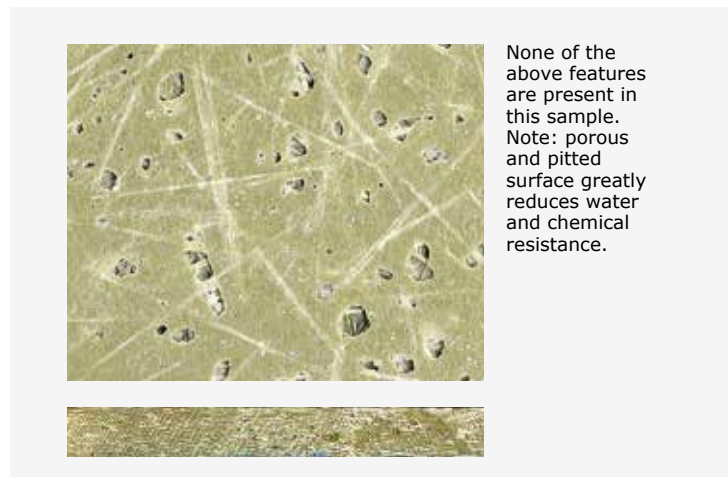 None of the
above features
are present in
this sample.
Note: porous
and pitted
surface greatly
reduces water
and chemical
resistance.